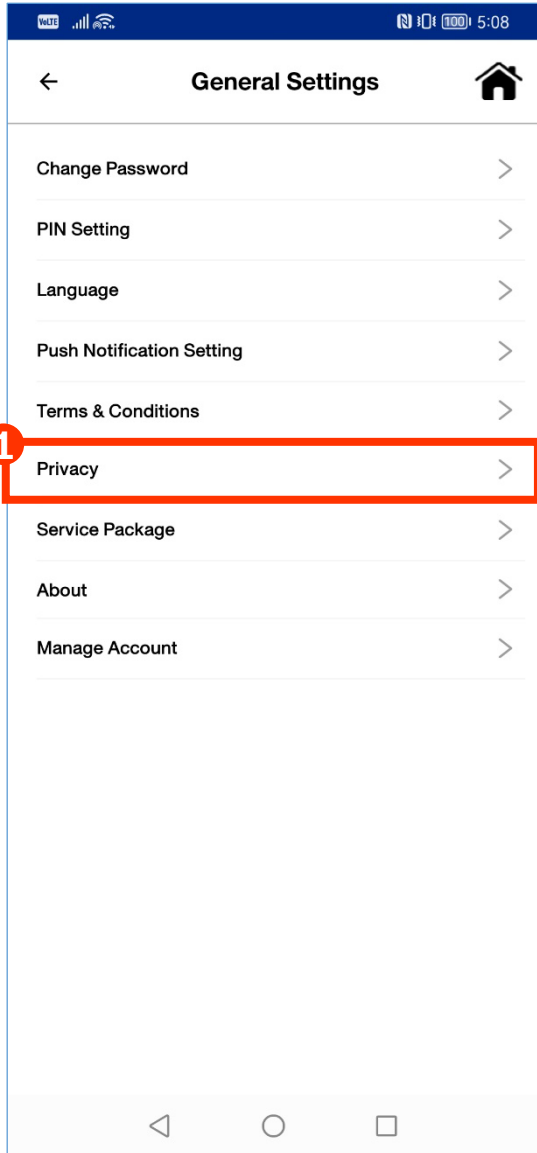 VoLTE 100 5:08
General Settings
Change Password
PIN Setting
Language
Push Notification Setting
Terms & Conditions
1
Privacy
Service Package
About
Manage Account